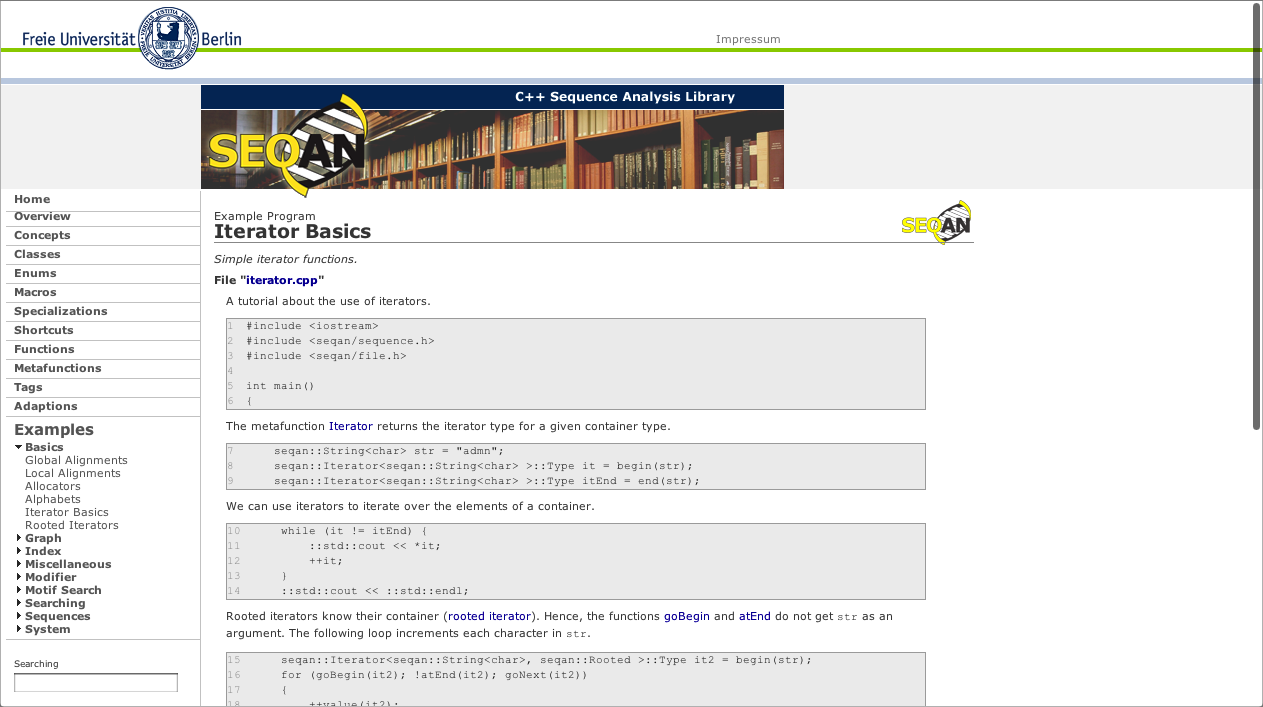 Freie Universität Berlin
Impressum
C++ Sequence Analysis Library
SEQAN
Home
Overview
Concepts
Classes
Enums
Macros
Specializations
Shortcuts
Functions
Metafunctions
Tags
Adaptions
Examples
Basics
Global Alignments
Local Alignments
Allocators
Alphabets
Iterator Basics
Rooted Iterators
Graph
Index
Miscellaneous
Modifier
Motif Search
Searching
Sequences
System
Searching
Example Program
Iterator Basics
SEQAN
Simple iterator functions.
File "iterator.cpp"
A tutorial about the use of iterators.
1 #include <iostream>
2 #include <seqan/sequence.h>
3 #include <seqan/file.h>
4
5 int main()
6 {
The metafunction Iterator returns the iterator type for a given container type.
7     seqan::String<char> str = "admn";
8     seqan::Iterator<seqan::String<char> >::Type it = begin(str);
9     seqan::Iterator<seqan::String<char> >::Type itEnd = end(str);
We can use iterators to iterate over the elements of a container.
10     while (it != itEnd) {
11         ::std::cout << *it;
12         ++it;
13     }
14     ::std::cout << ::std::endl;
Rooted iterators know their container (rooted iterator). Hence, the functions goBegin and atEnd do not get str as an
argument. The following loop increments each character in str.
15     seqan::Iterator<seqan::String<char>, seqan::Rooted >::Type it2 = begin(str);
16     for (goBegin(it2); !atEnd(it2); goNext(it2))
17     {
18         ++value(it2);